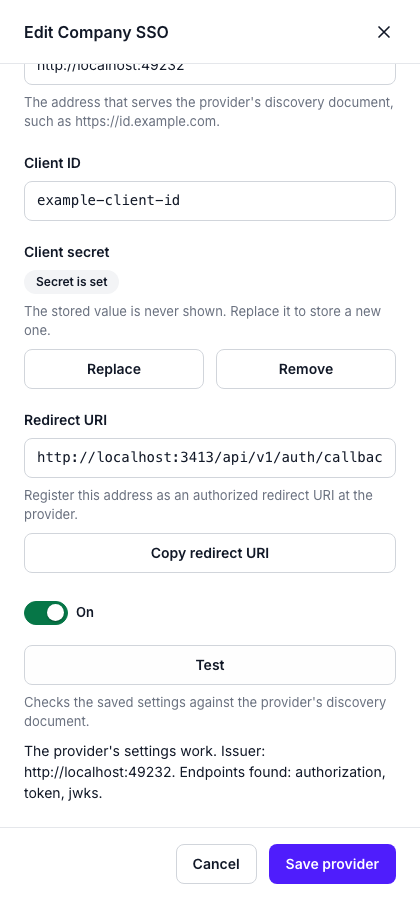 Edit Company SSO
http://localhost:49232
The address that serves the provider's discovery document,
such as https://id.example.com.
Client ID
example-client-id
Client secret
Secret is set
The stored value is never shown. Replace it to store a new
one.
Replace
Remove
Redirect URI
http://localhost:3413/api/v1/auth/callbac
Register this address as an authorized redirect URI at the
provider.
Copy redirect URI
On
Test
Checks the saved settings against the provider's discovery
document.
The provider's settings work. Issuer:
http://localhost:49232. Endpoints found: authorization,
token, jwks.
Cancel
Save provider